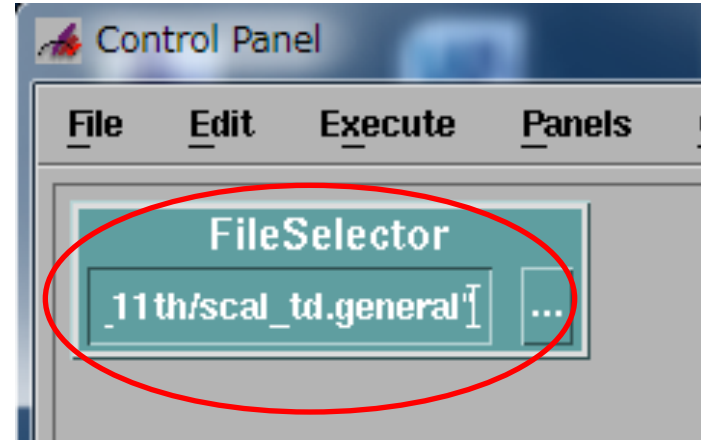 Control Panel
File Edit Execute Panels
FileSelector
_11th/scal_td.general" ...